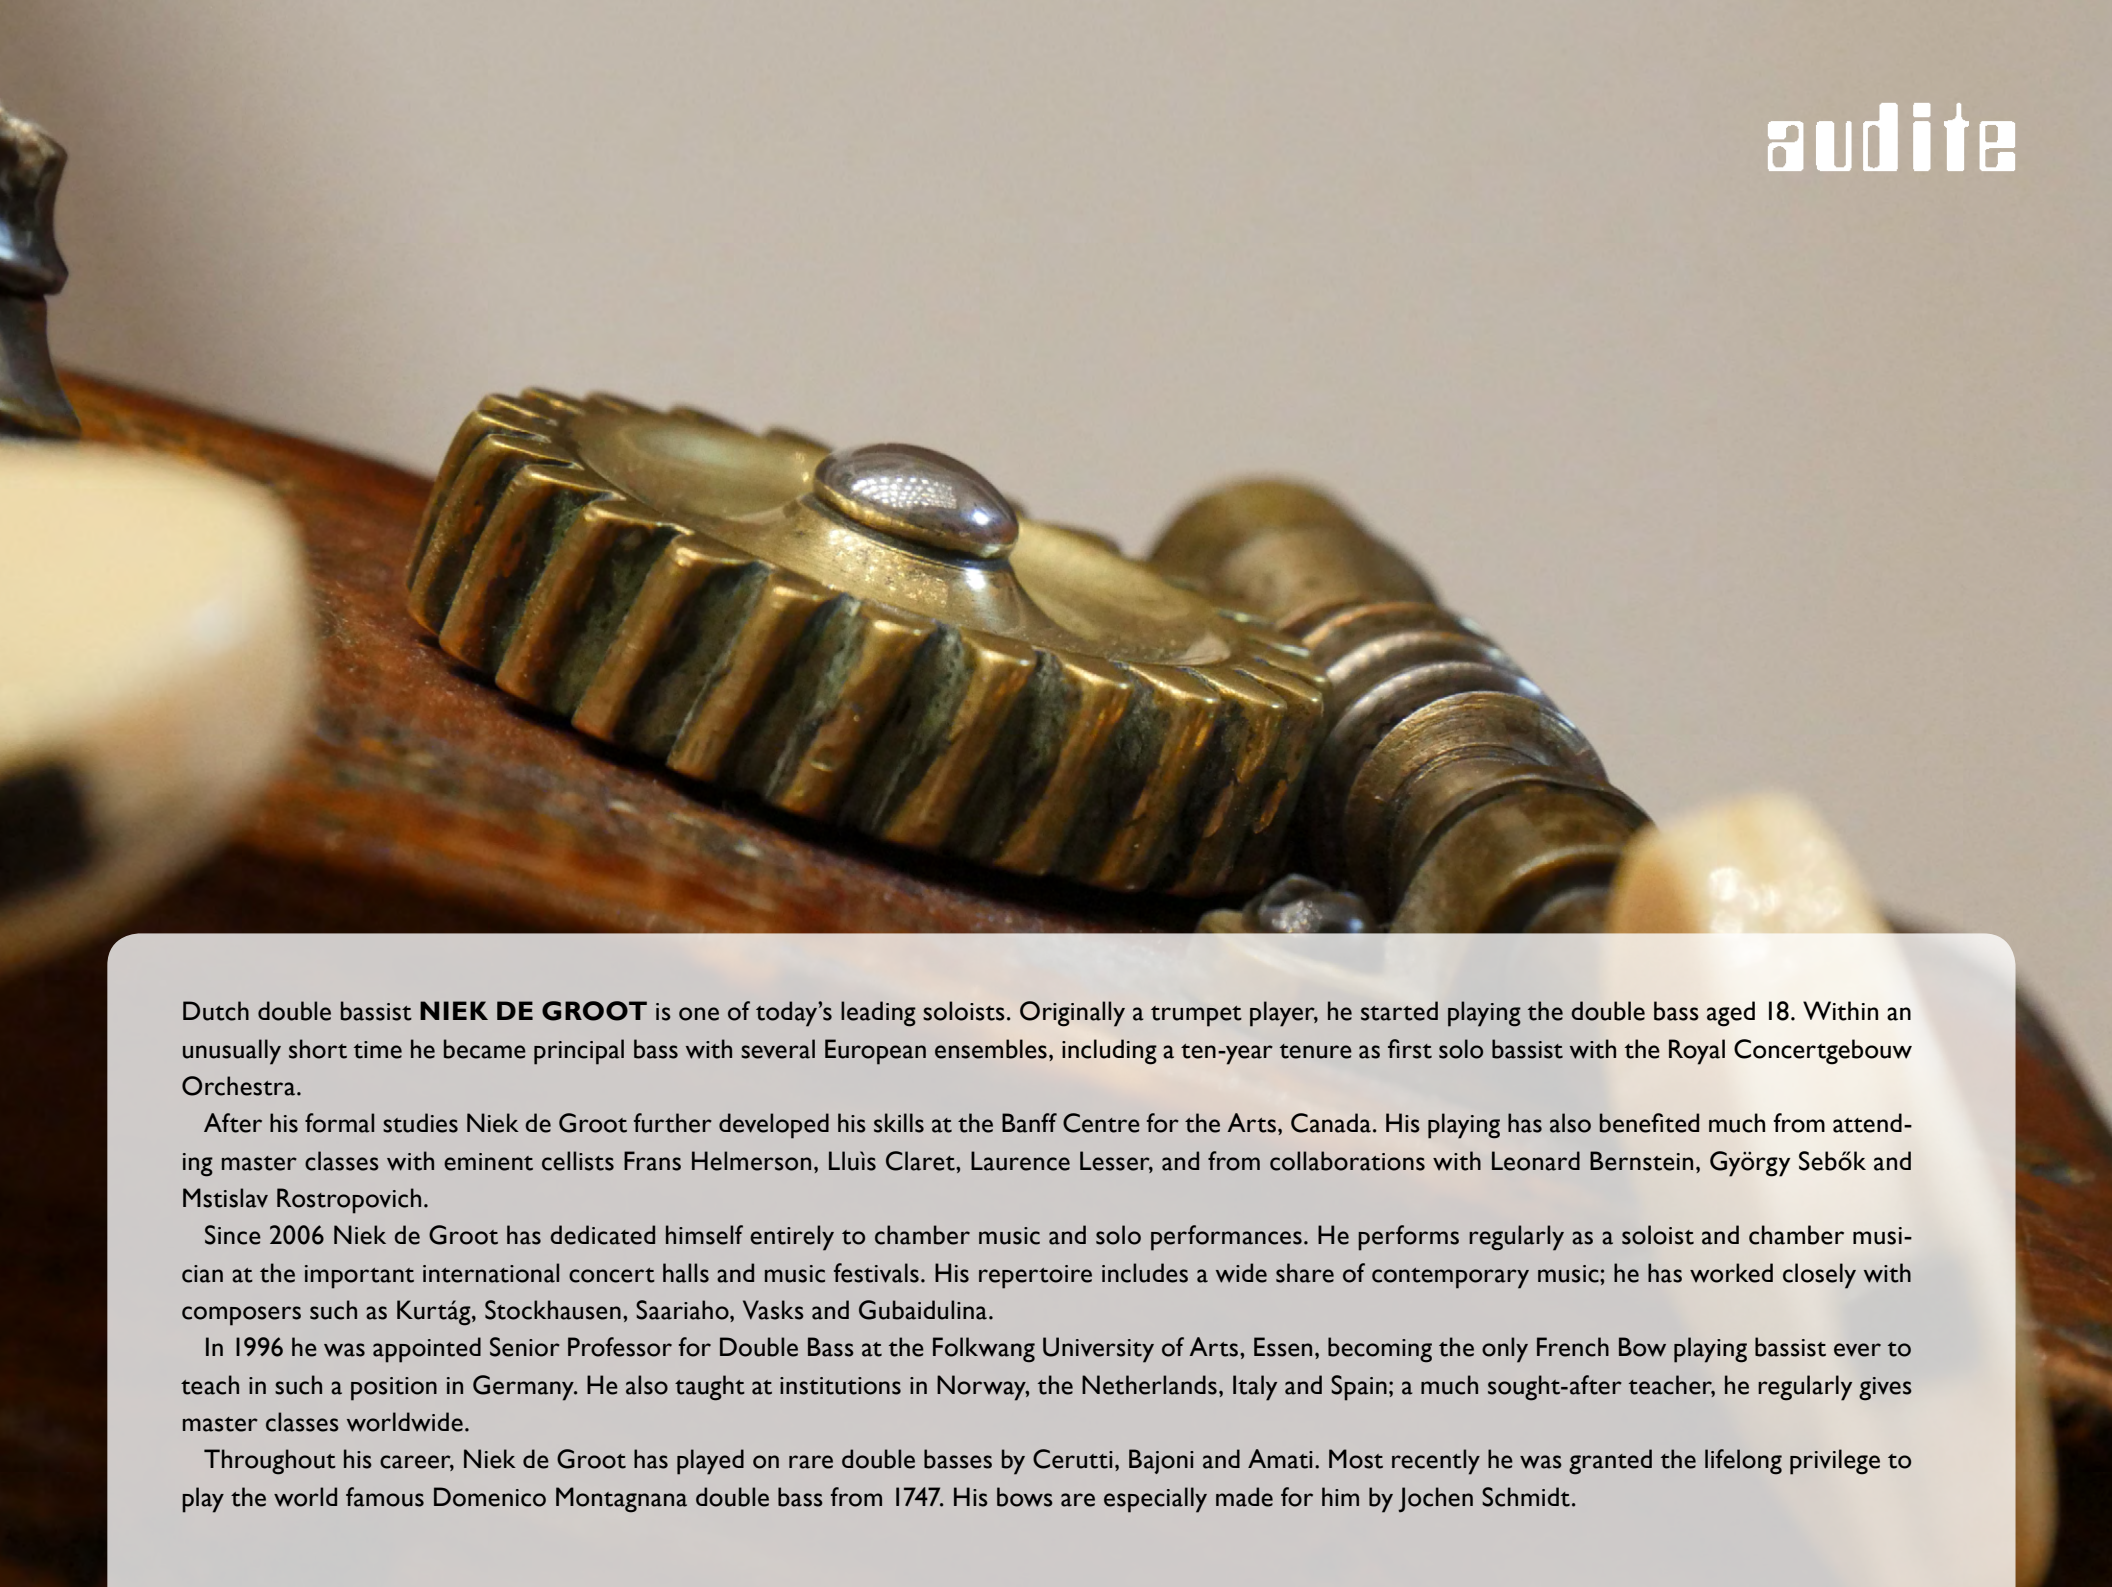 audite
Dutch double bassist NIEK DE GROOT is one of today’s leading soloists. Originally a trumpet player, he started playing the double bass aged 18. Within an
unusually short time he became principal bass with several European ensembles, including a ten-year tenure as first solo bassist with the Royal Concertgebouw
Orchestra.
After his formal studies Niek de Groot further developed his skills at the Banff Centre for the Arts, Canada. His playing has also benefited much from attend-
ing master classes with eminent cellists Frans Helmerson, Lluìs Claret, Laurence Lesser, and from collaborations with Leonard Bernstein, György Sebők and
Mstislav Rostropovich.
Since 2006 Niek de Groot has dedicated himself entirely to chamber music and solo performances. He performs regularly as a soloist and chamber musi-
cian at the important international concert halls and music festivals. His repertoire includes a wide share of contemporary music; he has worked closely with
composers such as Kurtág, Stockhausen, Saariaho, Vasks and Gubaidulina.
In 1996 he was appointed Senior Professor for Double Bass at the Folkwang University of Arts, Essen, becoming the only French Bow playing bassist ever to
teach in such a position in Germany. He also taught at institutions in Norway, the Netherlands, Italy and Spain; a much sought-after teacher, he regularly gives
master classes worldwide.
Throughout his career, Niek de Groot has played on rare double basses by Cerutti, Bajoni and Amati. Most recently he was granted the lifelong privilege to
play the world famous Domenico Montagnana double bass from 1747. His bows are especially made for him by Jochen Schmidt.